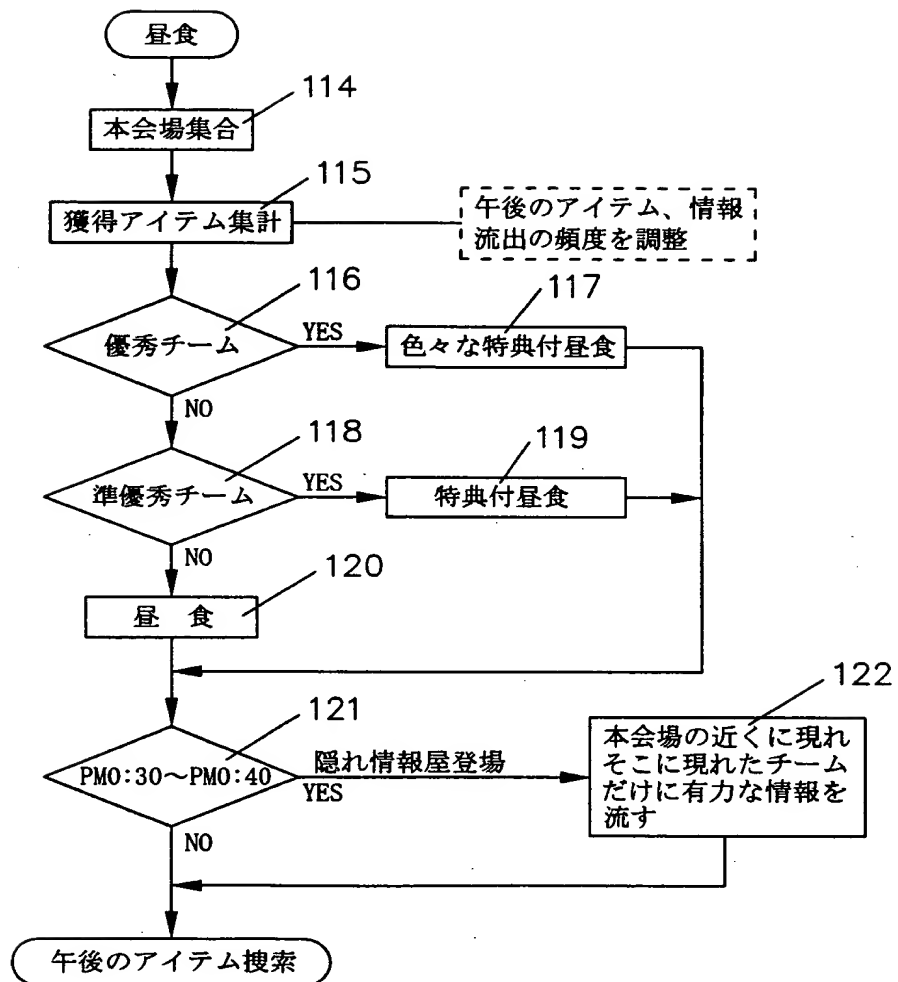 昼食
114
本会場集合
115
獲得アイテム集計
午後のアイテム、情報
流出の頻度を調整
116
117
優秀チーム
YES
色々な特典付昼食
NO
118
119
準優秀チーム
YES
特典付昼食
NO
120
昼 食
121
122
PM0:30~PM0:40
隠れ情報屋登場
YES
本会場の近くに現れ
そこに現れたチーム
だけに有力な情報を
流す
NO
午後のアイテム捜索